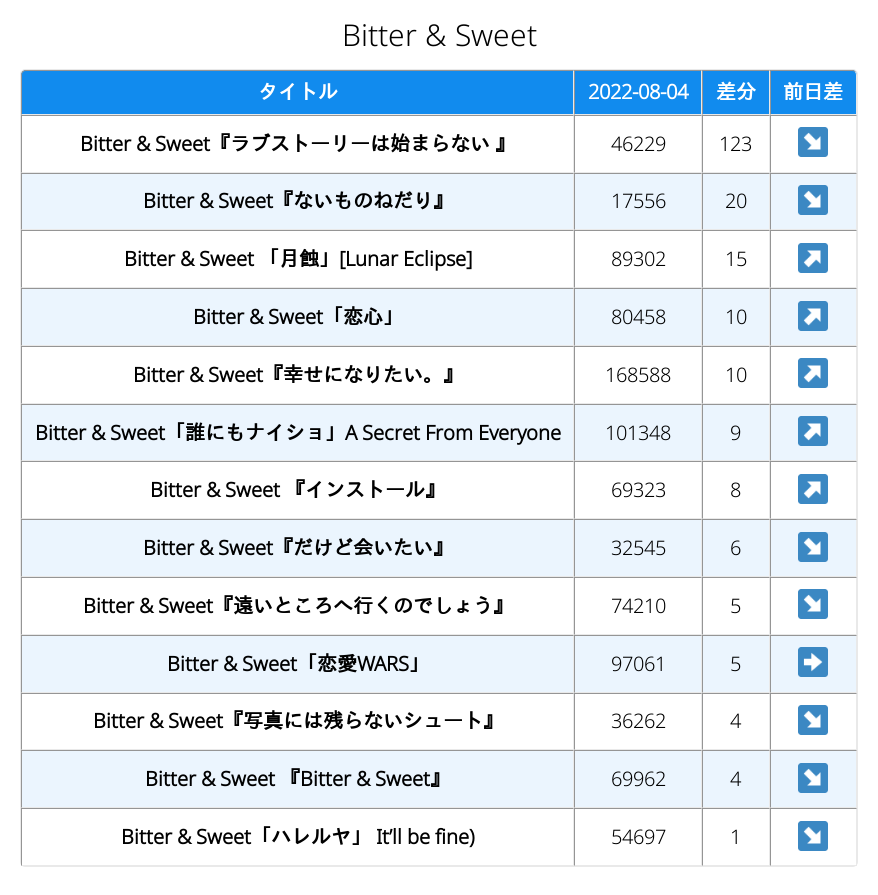 Bitter & Sweet
タイトル 2022-08-04 差分 前日差
Bitter & Sweet『ラブストーリーは始まらない 』 46229 123 ↘
Bitter & Sweet『ないものねだり』 17556 20 ↘
Bitter & Sweet 「月蝕」[Lunar Eclipse] 89302 15 ↗
Bitter & Sweet「恋心」 80458 10 ↗
Bitter & Sweet『幸せになりたい。』 168588 10 ↗
Bitter & Sweet「誰にもナイショ」A Secret From Everyone 101348 9 ↗
Bitter & Sweet 『インストール』 69323 8 ↗
Bitter & Sweet『だけど会いたい』 32545 6 ↘
Bitter & Sweet『遠いところへ行くのでしょう』 74210 5 ↘
Bitter & Sweet「恋愛WARS」 97061 5 ➡
Bitter & Sweet『写真には残らないシュート』 36262 4 ↘
Bitter & Sweet 『Bitter & Sweet』 69962 4 ↘
Bitter & Sweet「ハレルヤ」 It’ll be fine) 54697 1 ↘